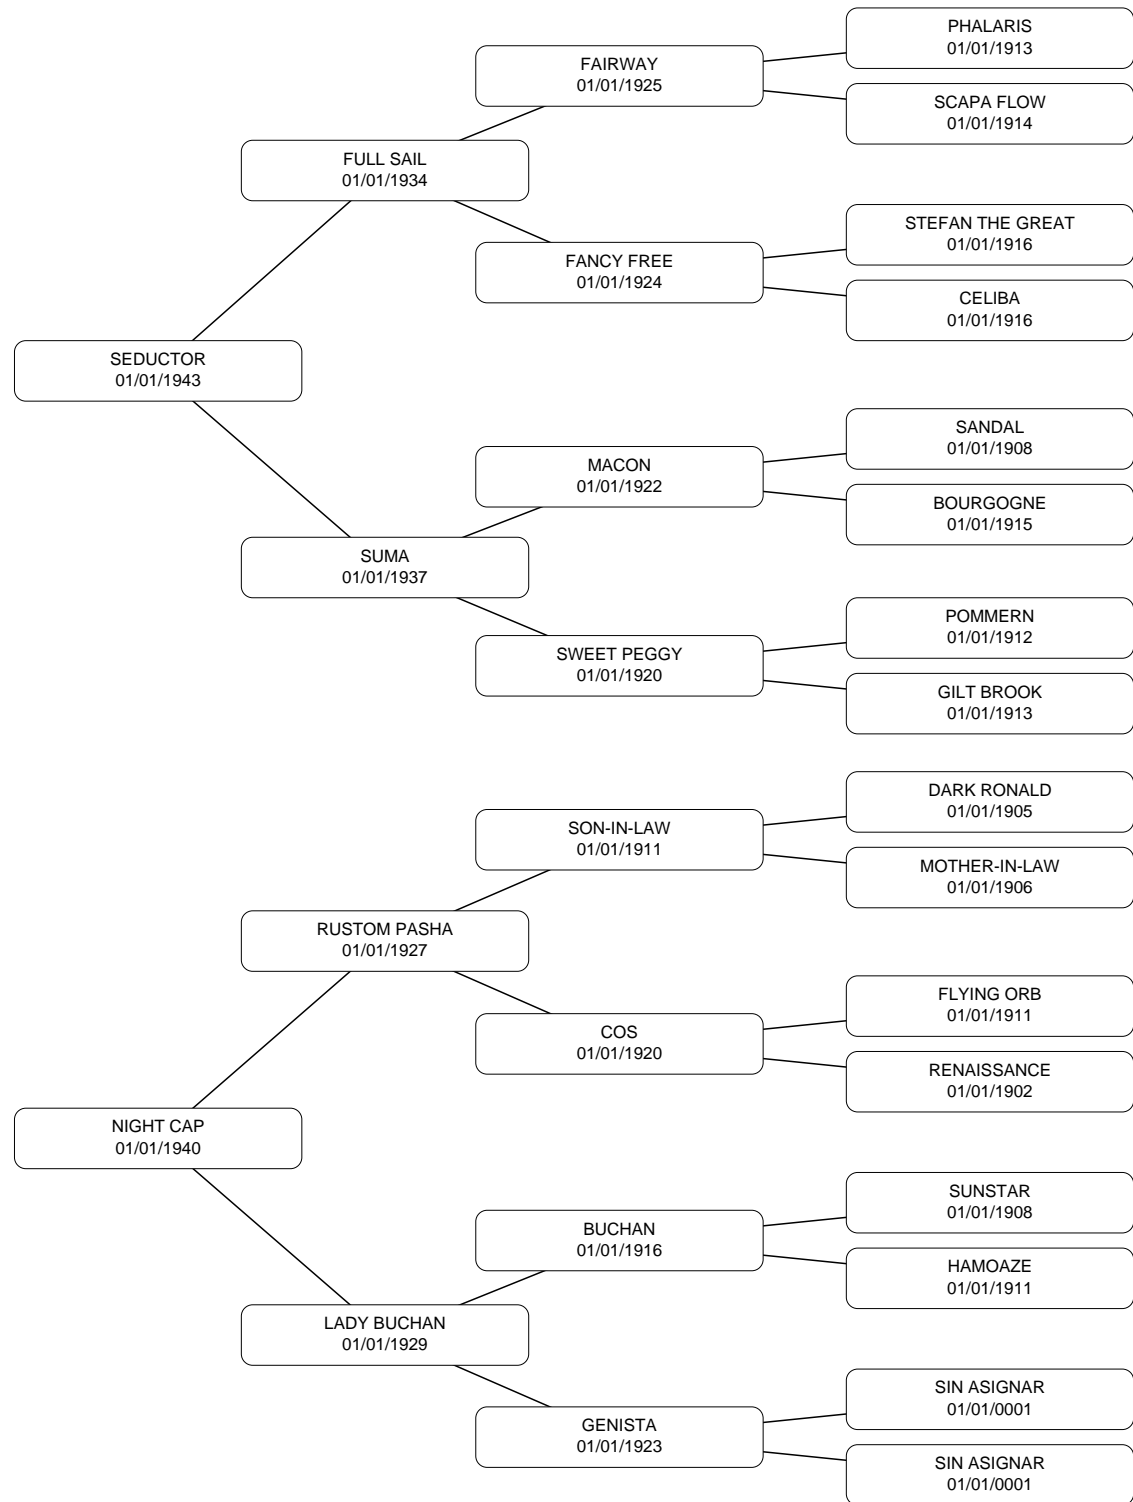 PHALARIS
01/01/1913
FAIRWAY
01/01/1925
SCAPA FLOW
01/01/1914
FULL SAIL
01/01/1934
STEFAN THE GREAT
01/01/1916
FANCY FREE
01/01/1924
CELIBA
01/01/1916
SEDUCTOR
01/01/1943
SANDAL
01/01/1908
MACON
01/01/1922
BOURGOGNE
01/01/1915
SUMA
01/01/1937
POMMERN
01/01/1912
SWEET PEGGY
01/01/1920
GILT BROOK
01/01/1913
DARK RONALD
01/01/1905
SON-IN-LAW
01/01/1911
MOTHER-IN-LAW
01/01/1906
RUSTOM PASHA
01/01/1927
FLYING ORB
01/01/1911
COS
01/01/1920
RENAISSANCE
01/01/1902
NIGHT CAP
01/01/1940
SUNSTAR
01/01/1908
BUCHAN
01/01/1916
HAMOAZE
01/01/1911
LADY BUCHAN
01/01/1929
SIN ASIGNAR
01/01/0001
GENISTA
01/01/1923
SIN ASIGNAR
01/01/0001